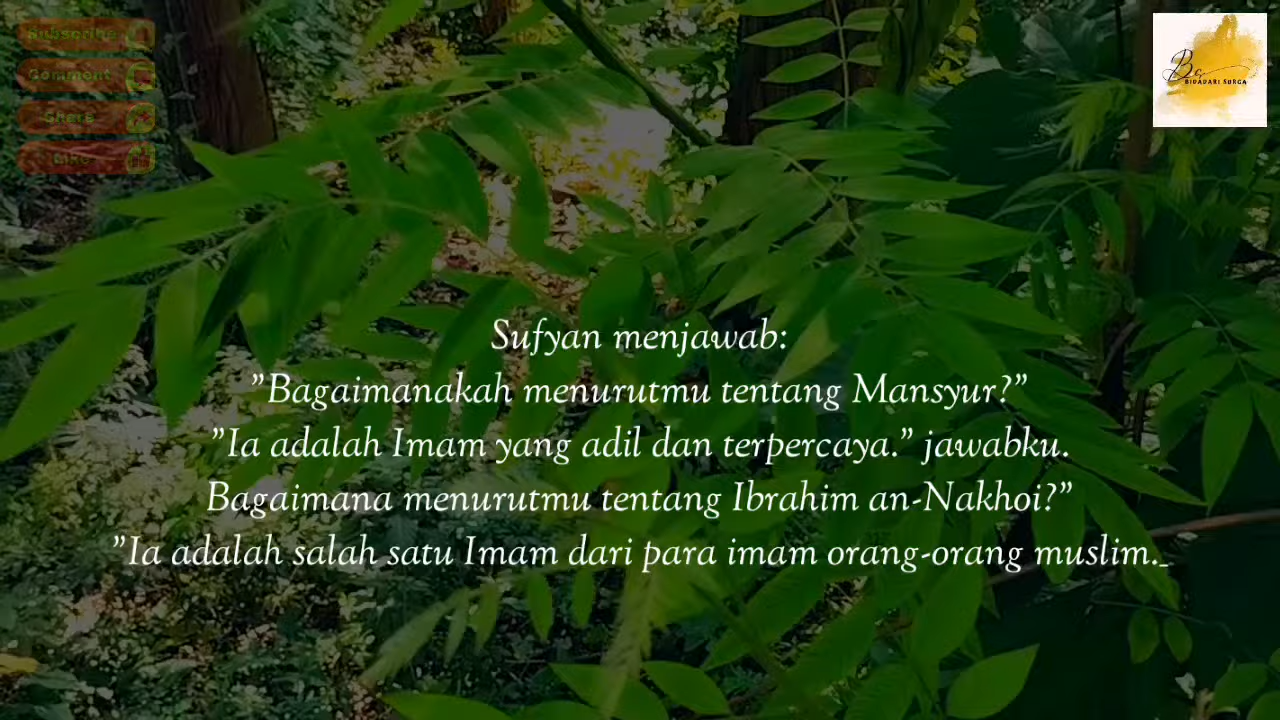 Subscribe
Comment
Share
Like
Bs
BIDADARI SURGA
Sufyan menjawab:
”Bagaimanakah menurutmu tentang Mansyur?”
”Ia adalah Imam yang adil dan terpercaya.” jawabku.
Bagaimana menurutmu tentang Ibrahim an-Nakhoi?”
”Ia adalah salah satu Imam dari para imam orang-orang muslim._